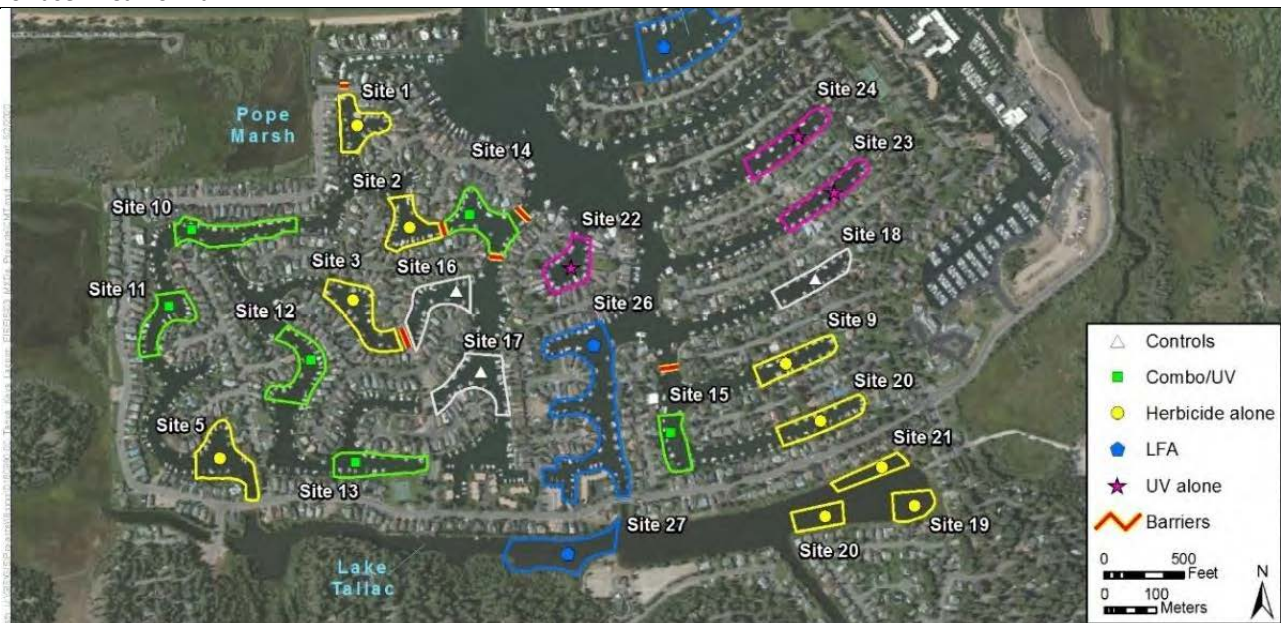 Site 1
Pope
Marsh
Site 24
Site 23
Site 14
Site 2
Site 10
Site 22
Site 18
Site 3
Site 16
Site 11
Site 26
Site 12
Site 9
Site 17
Site 15
Site 20
Site 5
Site 21
Site 13
Site 27
Site 20
Site 19
Lake
Tallac
Controls
Combo/UV
Herbicide alone
LFA
UV alone
Barriers
0 500
Feet
0 100
Meters
N